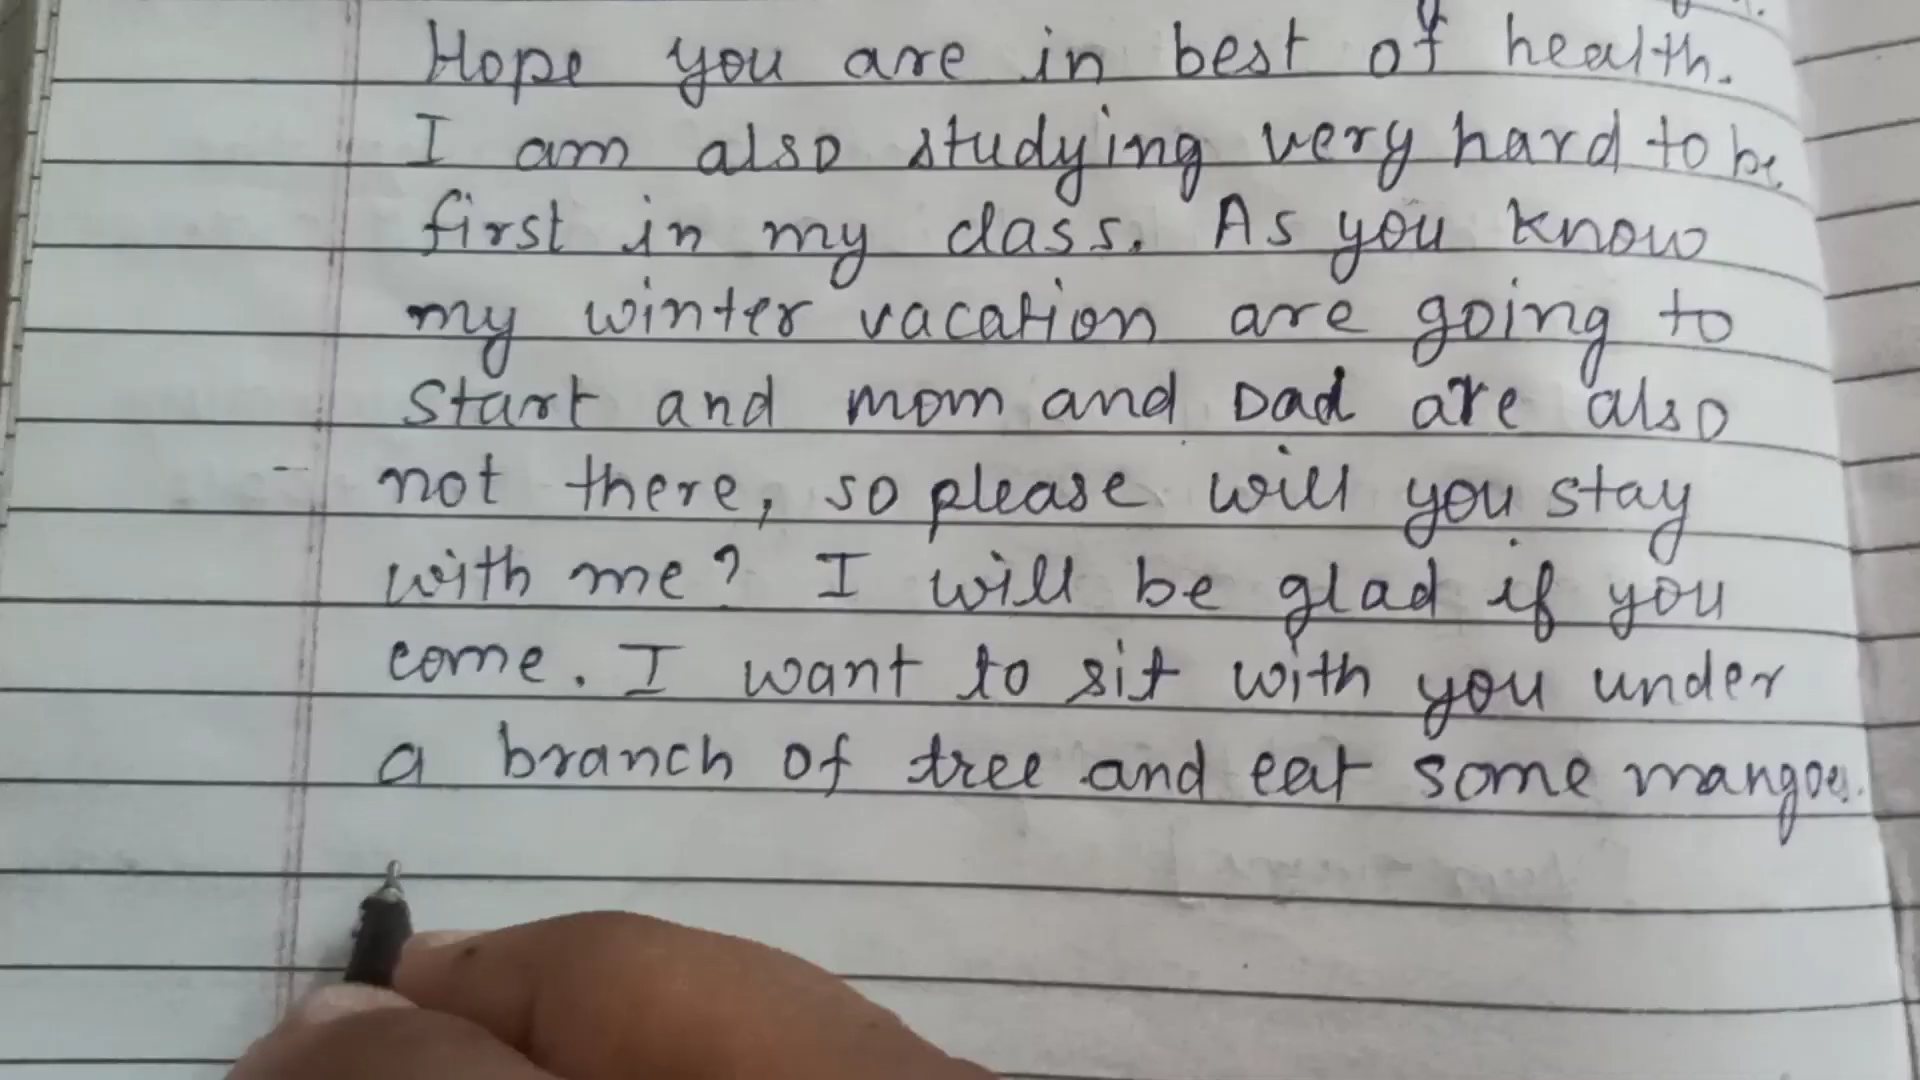 Hope you are in best of health.
I am also studying very hard to be
first in my class. As you know
my winter vacation are going to
start and mom and Dad are also
not there, so please will you stay
with me? I will be glad if you
come. I want to sit with you under
a branch of tree and eat some mangoes.